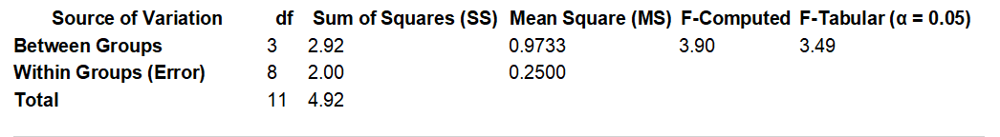 Source of Variation df Sum of Squares (SS) Mean Square (MS) F-Computed F-Tabular (α = 0.05)
Between Groups 3 2.92 0.9733 3.90 3.49
Within Groups (Error) 8 2.00 0.2500
Total 11 4.92